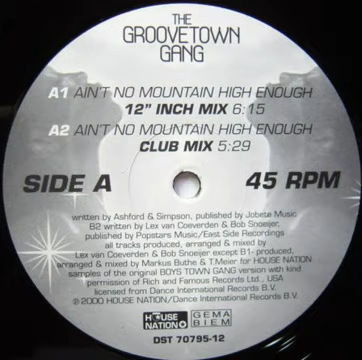 THE
GROOVETOWN
GANG
A1 AIN'T NO MOUNTAIN HIGH ENOUGH
12" INCH MIX 6:15
A2 AIN'T NO MOUNTAIN HIGH ENOUGH
CLUB MIX 5:29
SIDE A
45 RPM
written by Ashford & Simpson, published by Jobete Music
B2 written by Lex van Coeverden & Bob Snoeijer,
published by Popstars Music/East Side Recordings
all tracks produced, arranged & mixed by
Lex van Coeverden & Bob Snoeijer except B1- produced,
arranged & mixed by Markus Buthe & T.Meier for HOUSE NATION
samples of the original BOYS TOWN GANG version with kind
permission of Rich and Famous Records Ltd., USA
licensed from Dance International Records B.V.
℗ 2000 HOUSE NATION/Dance International Records B.V.
HOUSE
NATION
GEMA
BIEM
DST 70795-12